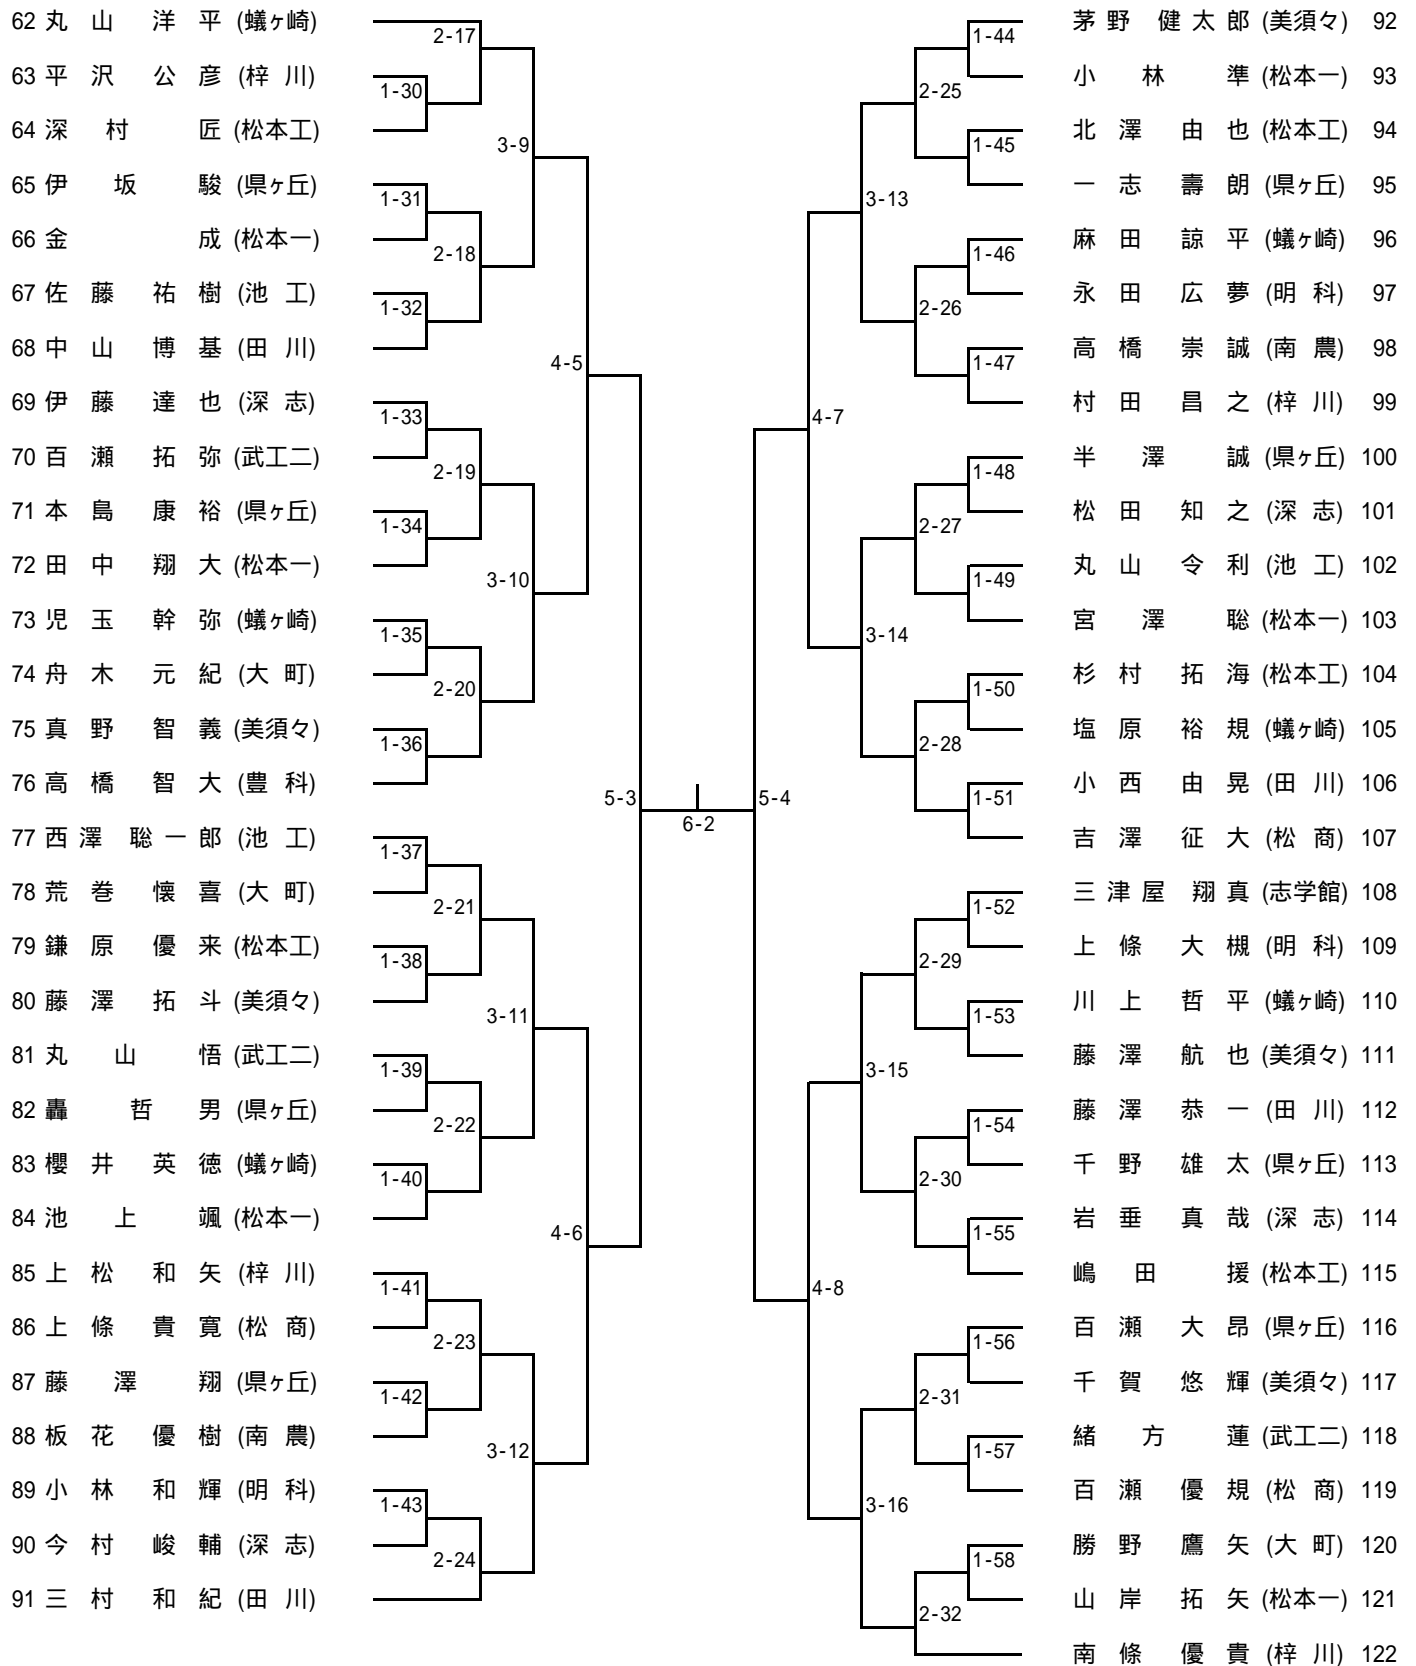 62 丸山 洋平 (蟻ヶ崎)
63 平沢 公彦 (梓川)
64 深村 匠 (松本工)
65 伊坂 駿 (県ヶ丘)
66 金 成 (松本一)
67 佐藤 祐樹 (池工)
68 中山 博基 (田川)
69 伊藤 達也 (深志)
70 百瀬 拓弥 (武工二)
71 本島 康裕 (県ヶ丘)
72 田中 翔大 (松本一)
73 児玉 幹弥 (蟻ヶ崎)
74 舟木 元紀 (大町)
75 真野 智義 (美須々)
76 高橋 智大 (豊科)
77 西澤 聡一郎 (池工)
78 荒巻 懐喜 (大町)
79 鎌原 優来 (松本工)
80 藤澤 拓斗 (美須々)
81 丸山 悟 (武工二)
82 轟 哲男 (県ヶ丘)
83 櫻井 英徳 (蟻ヶ崎)
84 池上 颯 (松本一)
85 上松 和矢 (梓川)
86 上條 貴寛 (松商)
87 藤澤 翔 (県ヶ丘)
88 板花 優樹 (南農)
89 小林 和輝 (明科)
90 今村 峻輔 (深志)
91 三村 和紀 (田川)
1-30
1-31
1-32
1-33
1-34
1-35
1-36
1-37
1-38
1-39
1-40
1-41
1-42
1-43
2-17
2-18
2-19
2-20
2-21
2-22
2-23
2-24
3-9
3-10
3-11
3-12
4-5
4-6
5-3
6-2
5-4
4-7
4-8
3-13
3-14
3-15
3-16
2-25
2-26
2-27
2-28
2-29
2-30
2-31
2-32
1-44
1-45
1-46
1-47
1-48
1-49
1-50
1-51
1-52
1-53
1-54
1-55
1-56
1-57
1-58
茅野 健太郎 (美須々) 92
小林 準 (松本一) 93
北澤 由也 (松本工) 94
一志 壽朗 (県ヶ丘) 95
麻田 諒平 (蟻ヶ崎) 96
永田 広夢 (明科) 97
高橋 崇誠 (南農) 98
村田 昌之 (梓川) 99
半澤 誠 (県ヶ丘) 100
松田 知之 (深志) 101
丸山 令利 (池工) 102
宮澤 聡 (松本一) 103
杉村 拓海 (松本工) 104
塩原 裕規 (蟻ヶ崎) 105
小西 由晃 (田川) 106
吉澤 征大 (松商) 107
三津屋 翔真 (志学館) 108
上條 大槻 (明科) 109
川上 哲平 (蟻ヶ崎) 110
藤澤 航也 (美須々) 111
藤澤 恭一 (田川) 112
千野 雄太 (県ヶ丘) 113
岩垂 真哉 (深志) 114
嶋田 援 (松本工) 115
百瀬 大昂 (県ヶ丘) 116
千賀 悠輝 (美須々) 117
緒方 蓮 (武工二) 118
百瀬 優規 (松商) 119
勝野 鷹矢 (大町) 120
山岸 拓矢 (松本一) 121
南條 優貴 (梓川) 122